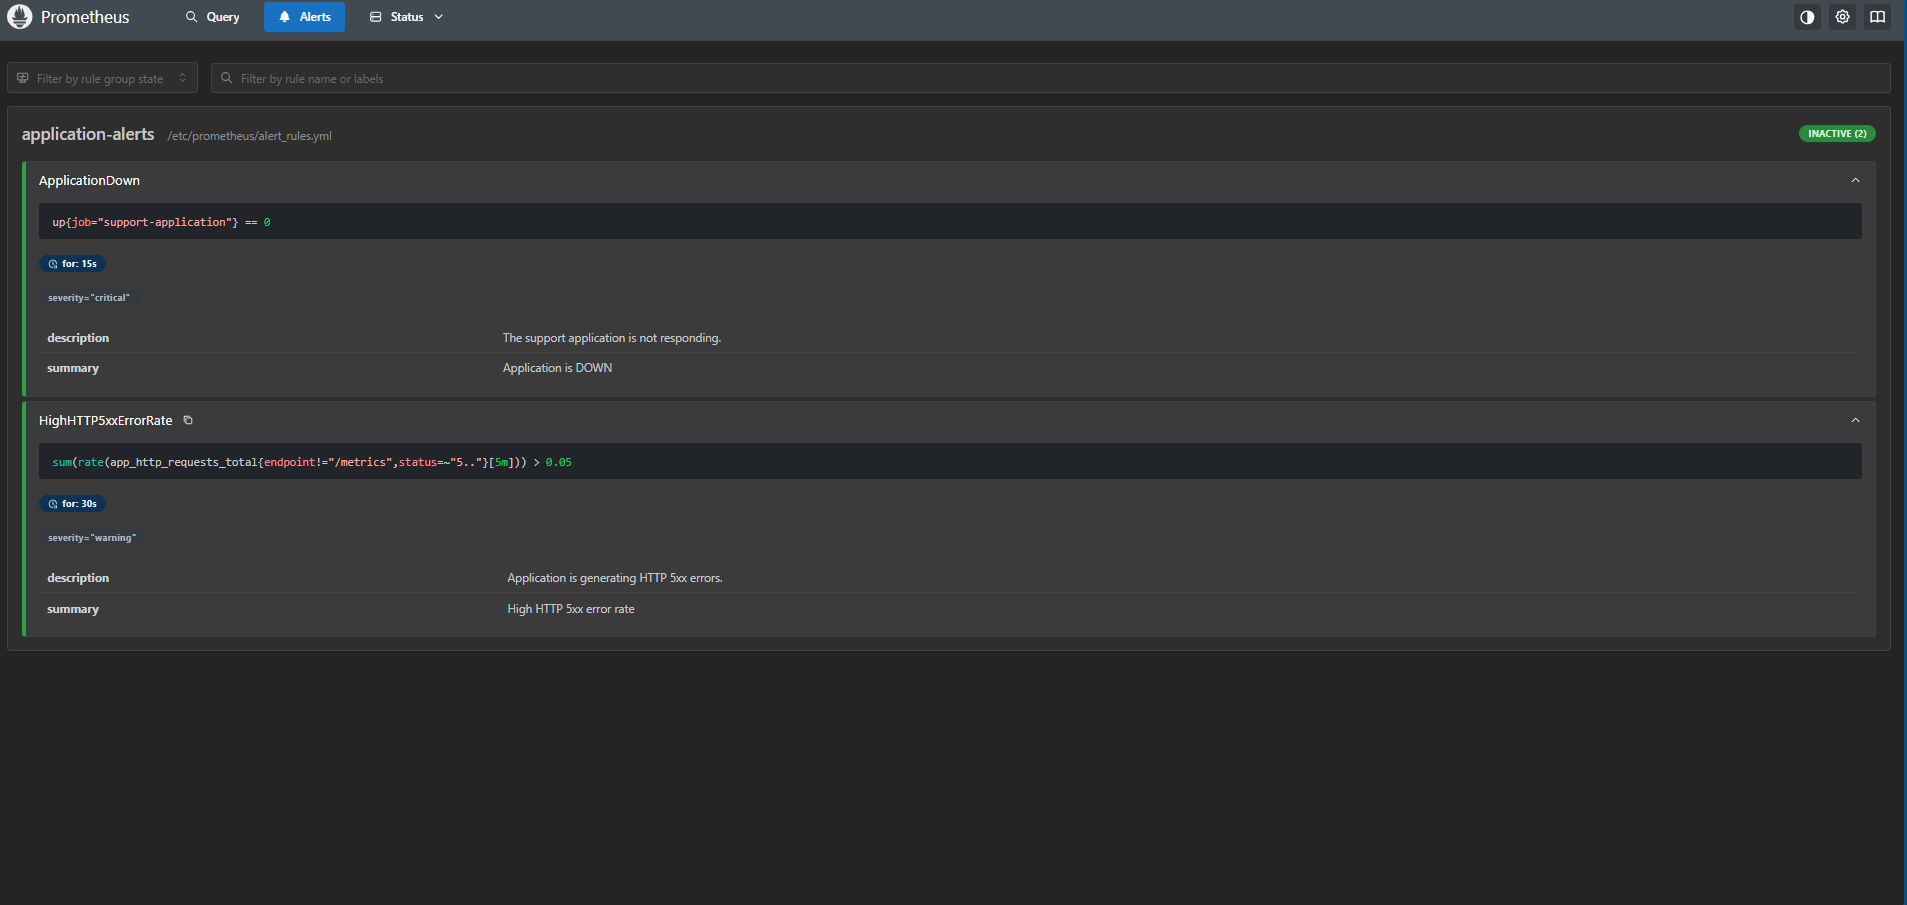 Prometheus Query Alerts Status
Filter by rule group state Filter by rule name or labels
application-alerts /etc/prometheus/alert_rules.yml INACTIVE (2)
ApplicationDown
up{job="support-application"} == 0
for: 15s
severity="critical"
description The support application is not responding.
summary Application is DOWN
HighHTTP5xxErrorRate
sum(rate(app_http_requests_total{endpoint!="/metrics",status=~"5.."}[5m])) > 0.05
for: 30s
severity="warning"
description Application is generating HTTP 5xx errors.
summary High HTTP 5xx error rate